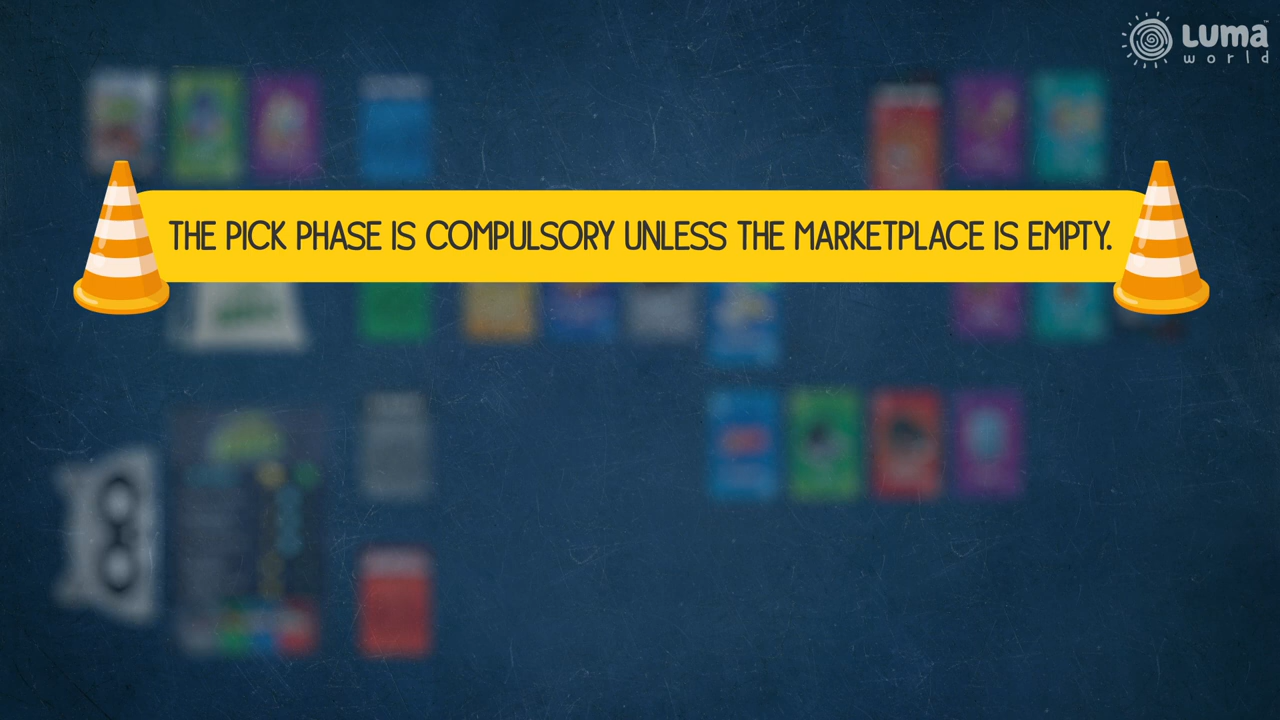 LUMA
world
THE PICK PHASE IS COMPULSORY UNLESS THE MARKETPLACE IS EMPTY.